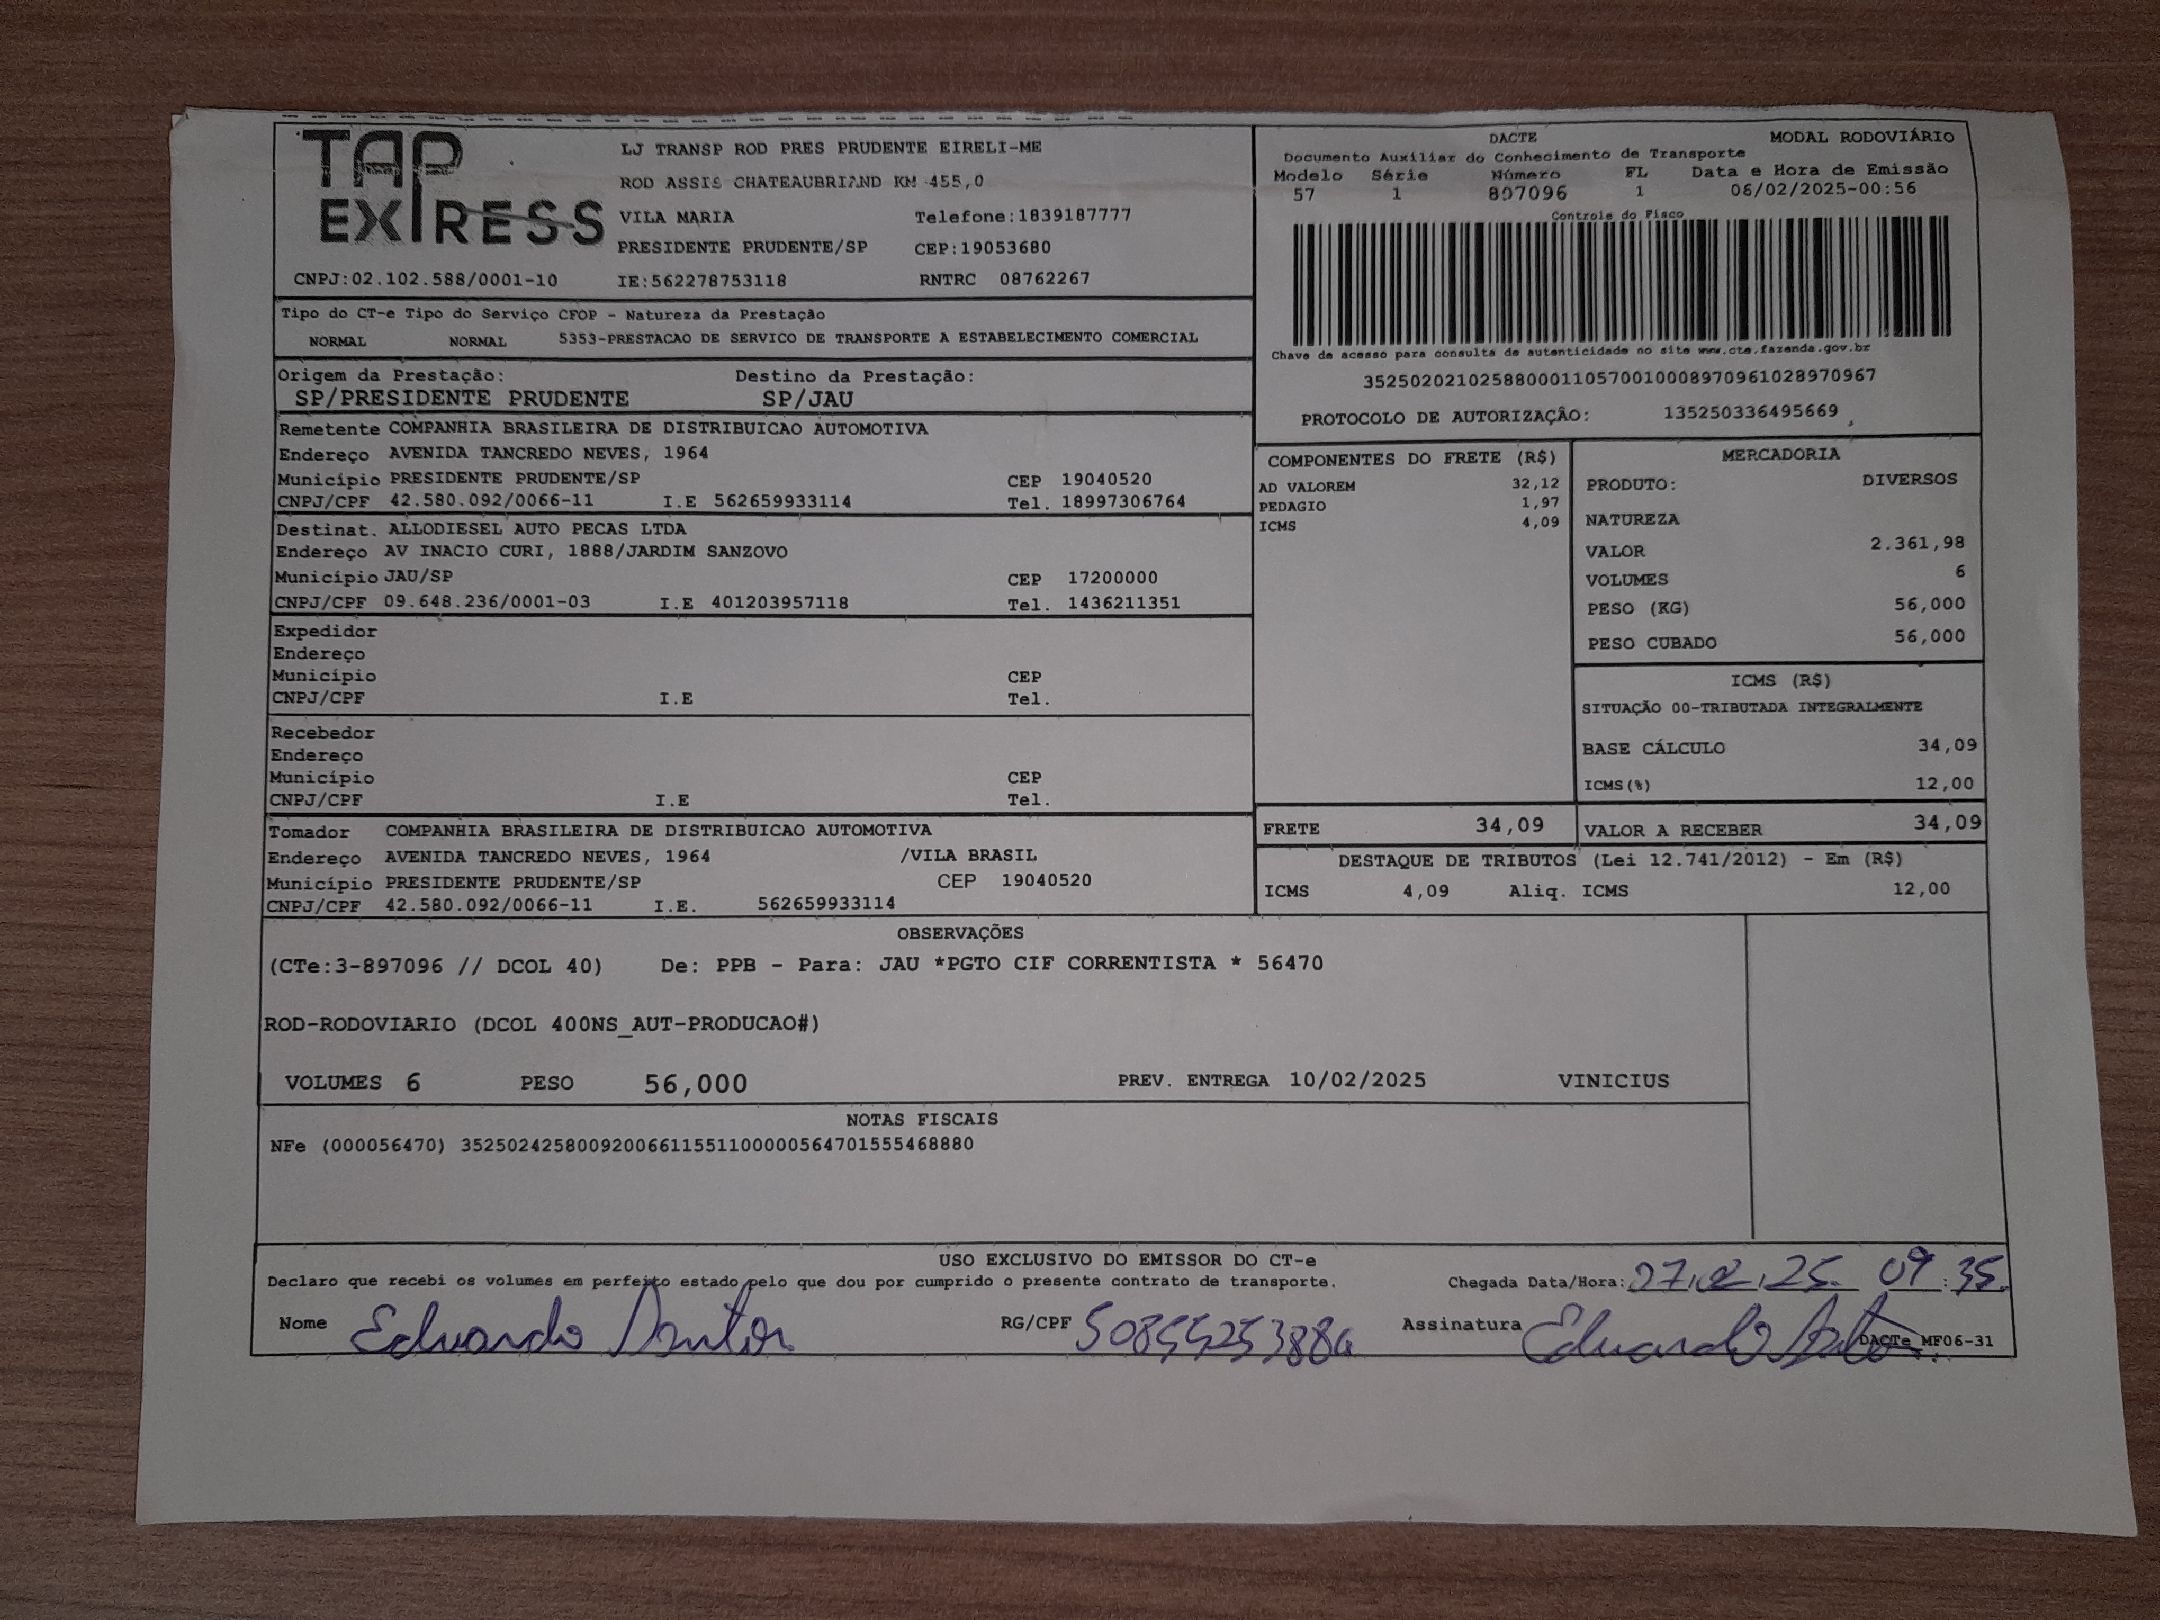 TAP EXPRESS
LJ TRANSP ROD PRES PRUDENTE EIRELI-ME
ROD ASSIS CHATEAUBRIAND KM 455,0
VILA MARIA Telefone:1839187777
PRESIDENTE PRUDENTE/SP CEP:19053680
CNPJ:02.102.588/0001-10 IE:562278753118 RNTRC 08762267
DACTE MODAL RODOVIÁRIO
Documento Auxiliar do Conhecimento de Transporte
Modelo Série Número FL Data e Hora de Emissão
57 1 897096 1 06/02/2025-00:56
Controle do Fisco
Chave de acesso para consulta de autenticidade no site www.cte.fazenda.gov.br
35250202102588000110570010008970961028970967
PROTOCOLO DE AUTORIZAÇÃO: 135250336495669
Tipo do CT-e Tipo do Serviço CFOP - Natureza da Prestação
NORMAL NORMAL 5353-PRESTACAO DE SERVICO DE TRANSPORTE A ESTABELECIMENTO COMERCIAL
Origem da Prestação: Destino da Prestação:
SP/PRESIDENTE PRUDENTE SP/JAU
Remetente COMPANHIA BRASILEIRA DE DISTRIBUICAO AUTOMOTIVA
Endereço AVENIDA TANCREDO NEVES, 1964
Município PRESIDENTE PRUDENTE/SP CEP 19040520
CNPJ/CPF 42.580.092/0066-11 I.E 562659933114 Tel. 18997306764
Destinat. ALLODIESEL AUTO PECAS LTDA
Endereço AV INACIO CURI, 1888/JARDIM SANZOVO
Município JAU/SP CEP 17200000
CNPJ/CPF 09.648.236/0001-03 I.E 401203957118 Tel. 1436211351
Expedidor
Endereço
Município CEP
CNPJ/CPF I.E Tel.
Recebedor
Endereço
Município CEP
CNPJ/CPF I.E Tel.
Tomador COMPANHIA BRASILEIRA DE DISTRIBUICAO AUTOMOTIVA
Endereço AVENIDA TANCREDO NEVES, 1964 /VILA BRASIL
Município PRESIDENTE PRUDENTE/SP CEP 19040520
CNPJ/CPF 42.580.092/0066-11 I.E. 562659933114
COMPONENTES DO FRETE (R$)
AD VALOREM 32,12
PEDAGIO 1,97
ICMS 4,09
MERCADORIA
PRODUTO: DIVERSOS
NATUREZA
VALOR 2.361,98
VOLUMES 6
PESO (KG) 56,000
PESO CUBADO 56,000
ICMS (R$)
SITUAÇÃO 00-TRIBUTADA INTEGRALMENTE
BASE CÁLCULO 34,09
ICMS(%) 12,00
FRETE 34,09 VALOR A RECEBER 34,09
DESTAQUE DE TRIBUTOS (Lei 12.741/2012) - Em (R$)
ICMS 4,09 Aliq. ICMS 12,00
OBSERVAÇÕES
(CTe:3-897096 // DCOL 40) De: PPB - Para: JAU *PGTO CIF CORRENTISTA * 56470
ROD-RODOVIARIO (DCOL 400NS_AUT-PRODUCAO#)
VOLUMES 6 PESO 56,000 PREV. ENTREGA 10/02/2025 VINICIUS
NOTAS FISCAIS
NFe (000056470) 35250242580092006611551100000564701555468880
USO EXCLUSIVO DO EMISSOR DO CT-e
Declaro que recebi os volumes em perfeito estado pelo que dou por cumprido o presente contrato de transporte. Chegada Data/Hora: 07.02.25. 09:35.
Nome Eduardo RG/CPF Assinatura Eduardo DACTe MF06-31